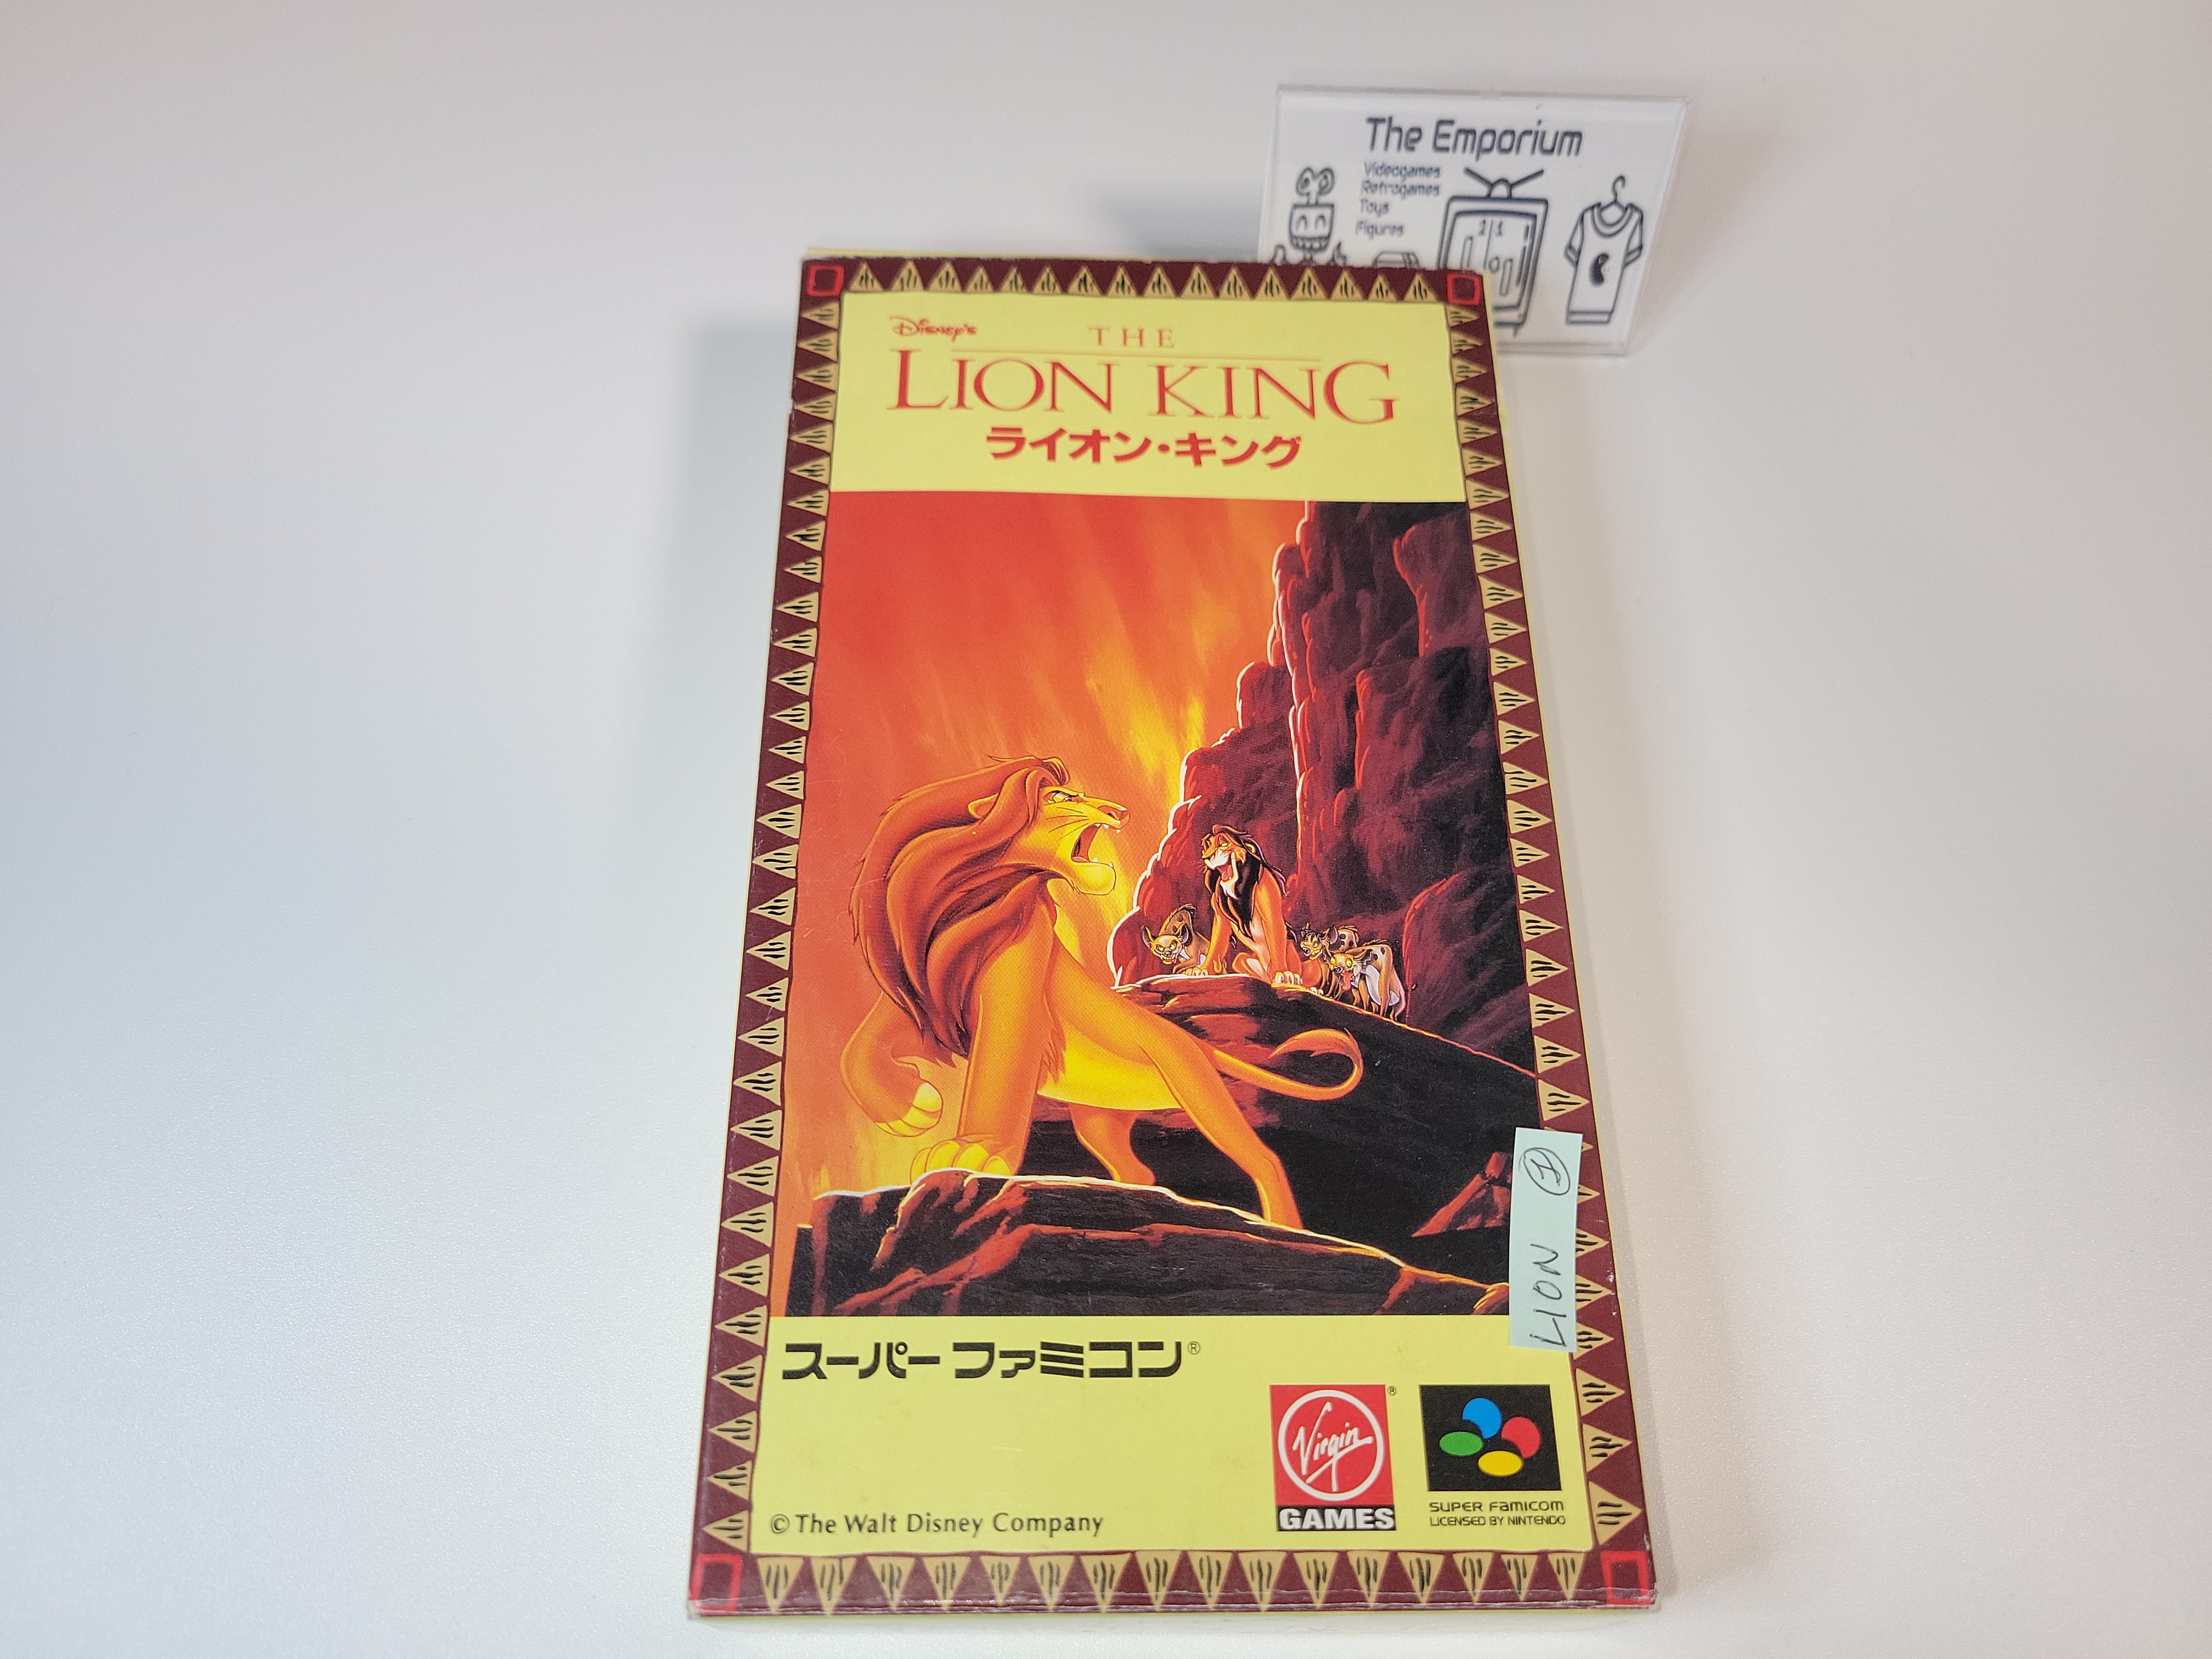 The Emporium
Videogames
Retrogames
Toys
Figures
21
Disney's
THE
LION KING
ライオン・キング
LION ①
スーパーファミコン®
Virgin®
GAMES
SUPER FAMICOM
LICENSED BY NINTENDO
© The Walt Disney Company